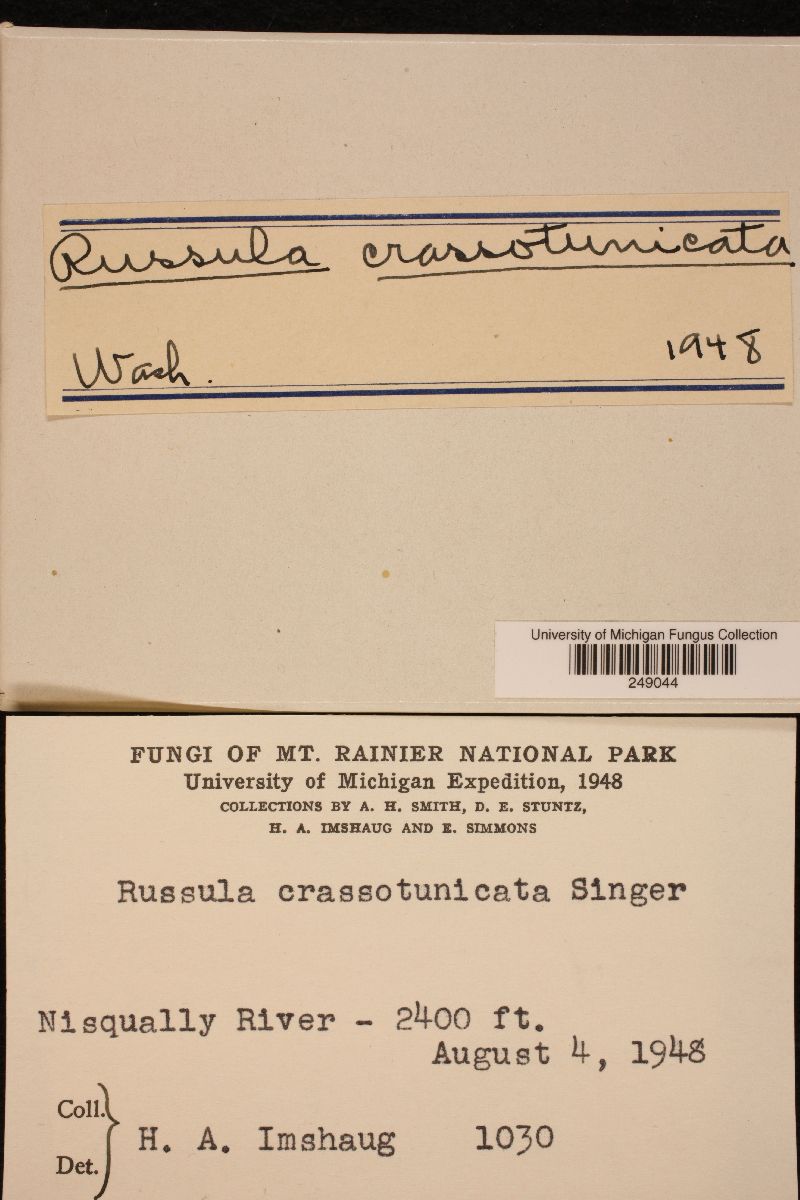 Russula crassotunicata
Wash. 1948
University of Michigan Fungus Collection
249044
FUNGI OF MT. RAINIER NATIONAL PARK
University of Michigan Expedition, 1948
COLLECTIONS BY A. H. SMITH, D. E. STUNTZ,
H. A. IMSHAUG AND E. SIMMONS
Russula crassotunicata Singer
Nisqually River - 2400 ft.
August 4, 1948
Coll.
H. A. Imshaug 1030
Det.